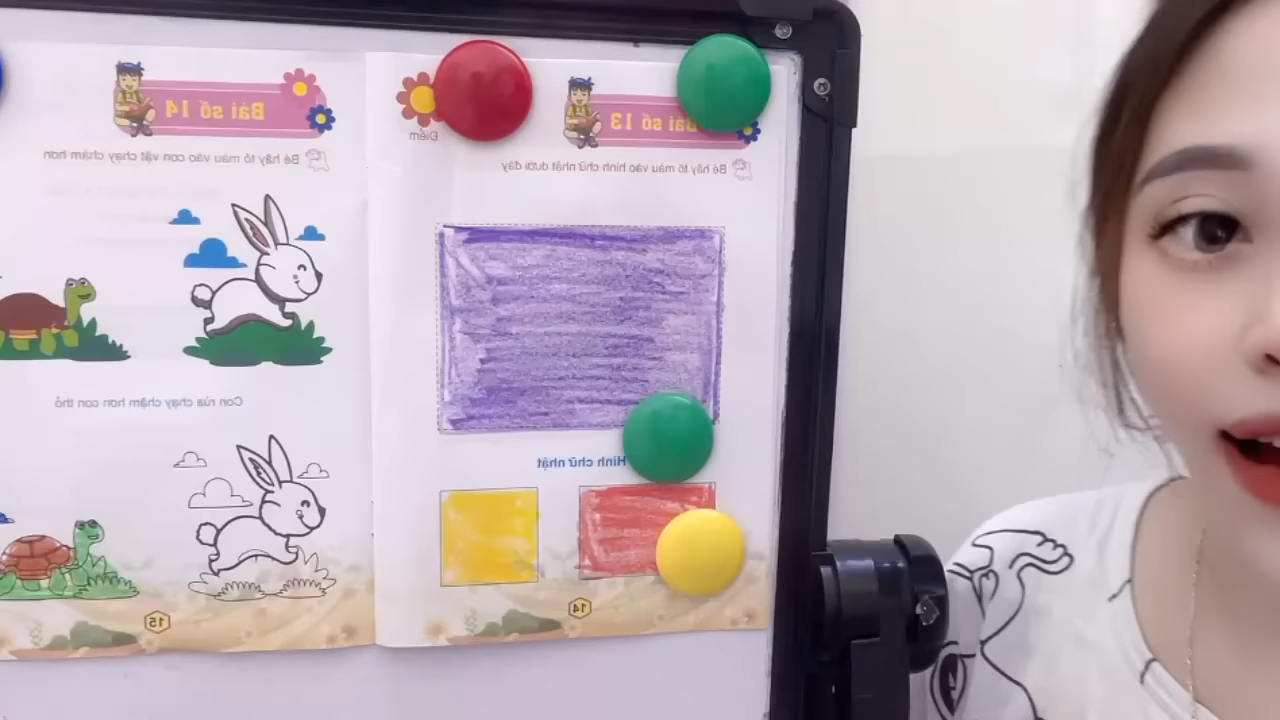 Bài số 13
Điểm
Bé hãy tô màu vào hình chữ nhật dưới đây
Hình chữ nhật
14
Bài số 14
Bé hãy tô màu vào con vật chạy chậm hơn
Con rùa chạy chậm hơn con thỏ
15